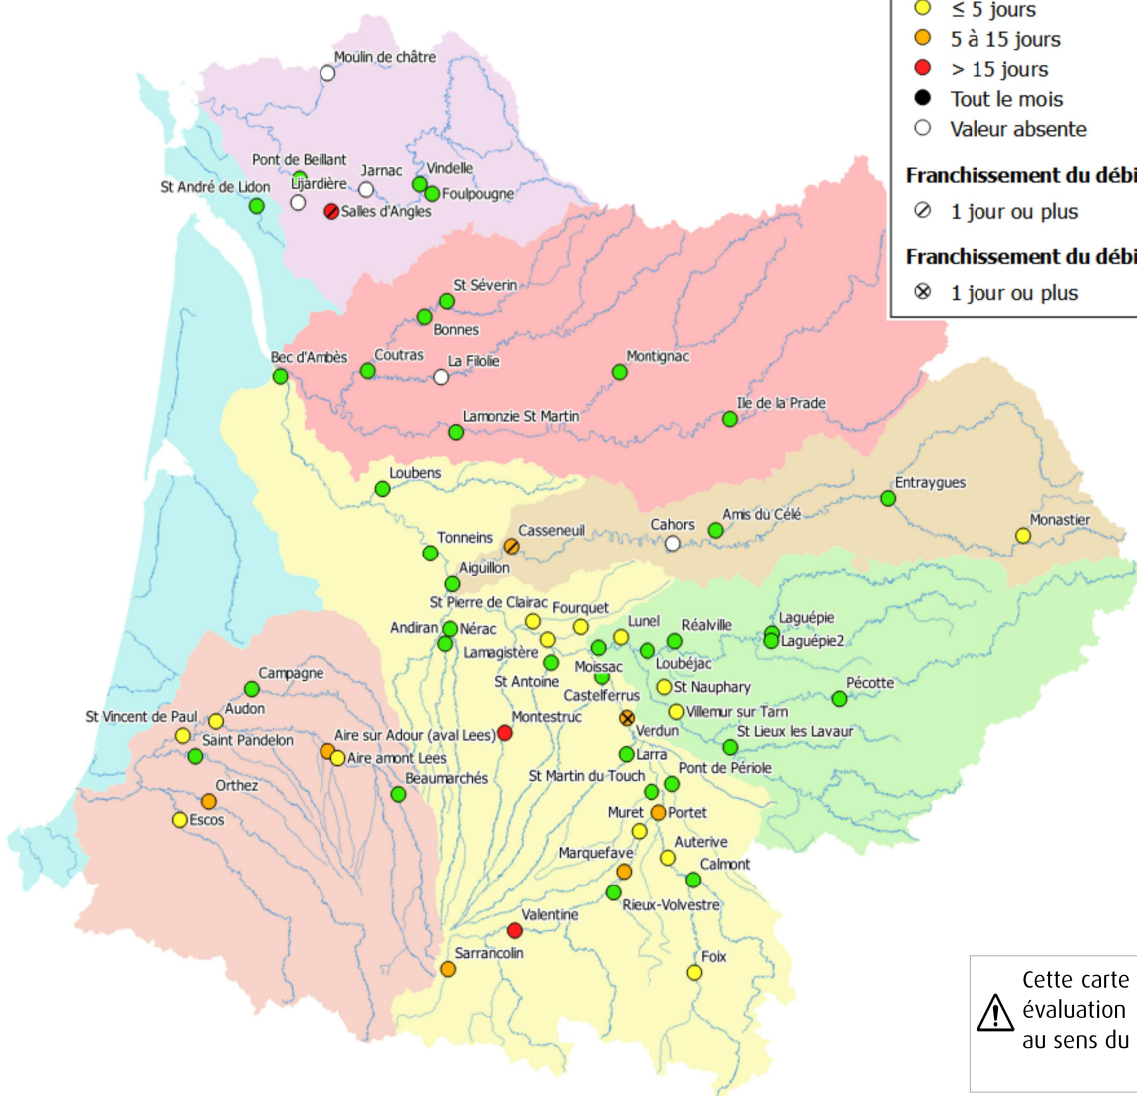 ≤ 5 jours
5 à 15 jours
> 15 jours
Tout le mois
Valeur absente
Franchissement du débi
1 jour ou plus
Franchissement du débi
1 jour ou plus
Moulin de châtre
Pont de Beillant
Jarnac
Vindelle
St André de Lidon
Lijardière
Foulpougne
Salles d'Angles
St Séverin
Bonnes
Bec d'Ambès
Coutras
La Filolie
Montignac
Ile de la Prade
Lamonzie St Martin
Loubens
Entraygues
Tonneins
Casseneuil
Cahors
Amis du Célé
Monastier
Aiguillon
St Pierre de Clairac
Fourquet
Lunel
Réalville
Laguépie
Andiran
Nérac
Laguépie2
Lamagistère
Moissac
Loubéjac
St Antoine
Campagne
Castelferrus
St Nauphary
Pécotte
St Vincent de Paul
Audon
Montestruc
Villemur sur Tarn
Saint Pandelon
Aire sur Adour (aval Lees)
Verdun
St Lieux les Lavaur
Aire amont Lees
Larra
Orthez
Beaumarchés
St Martin du Touch
Pont de Périole
Escos
Muret
Portet
Marquefave
Auterive
Calmont
Rieux-Volvestre
Valentine
Sarrancolin
Foix
Cette carte
évaluation
au sens du